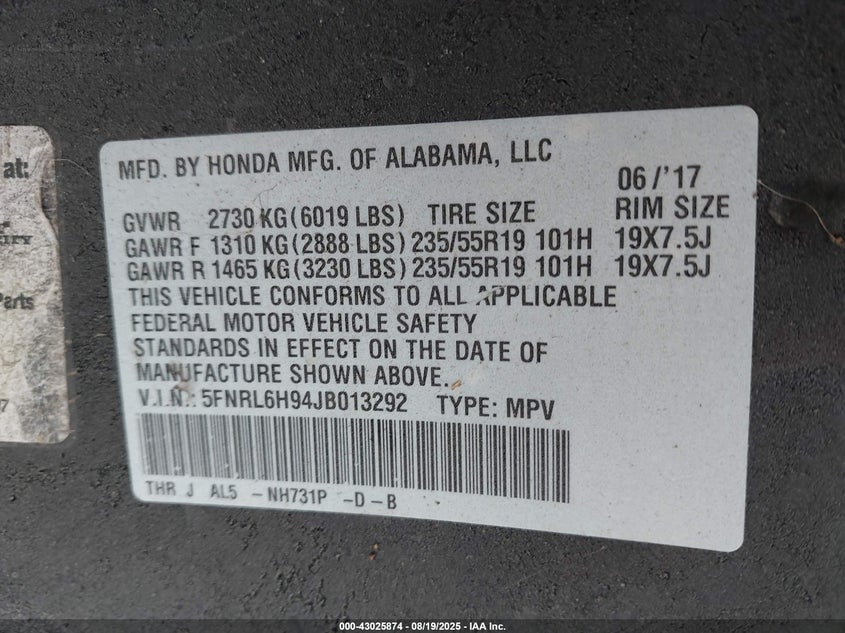 at:
Parts
7
MFD. BY HONDA MFG. OF ALABAMA, LLC
06/'17
GVWR 2730 KG (6019 LBS) TIRE SIZE RIM SIZE
GAWR F 1310 KG (2888 LBS) 235/55R19 101H 19X7.5J
GAWR R 1465 KG (3230 LBS) 235/55R19 101H 19X7.5J
THIS VEHICLE CONFORMS TO ALL APPLICABLE
FEDERAL MOTOR VEHICLE SAFETY
STANDARDS IN EFFECT ON THE DATE OF
MANUFACTURE SHOWN ABOVE.
V.I.N.: 5FNRL6H94JB013292 TYPE: MPV
THR J AL5 -NH731P -D-B
000-43025874 - 08/19/2025 - IAA Inc.